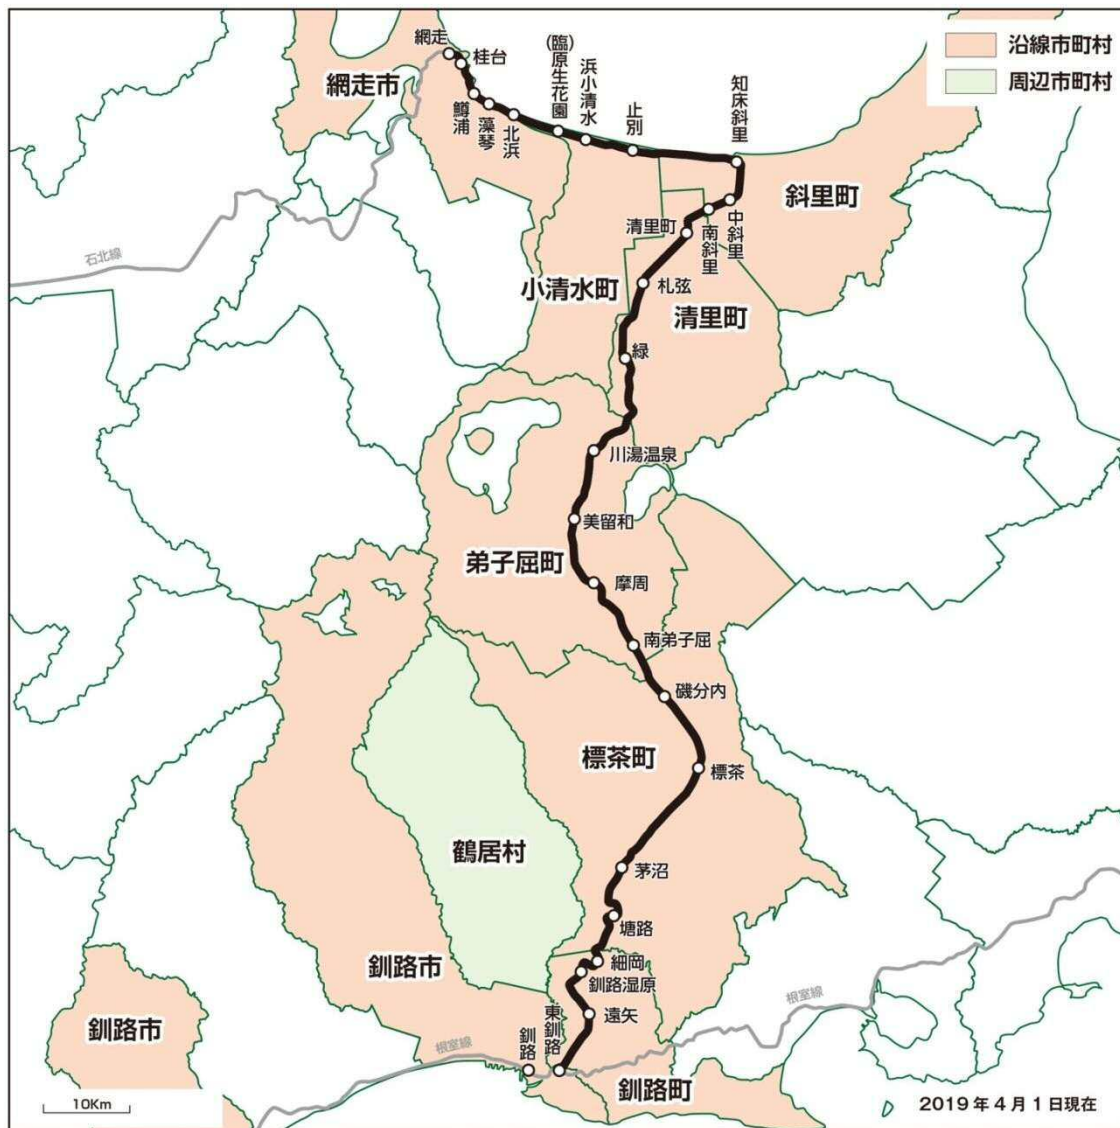 沿線市町村
周辺市町村
網走
桂台
網走市
鱒浦
藻琴
北浜
(臨)原生花園
浜小清水
止別
知床斜里
斜里町
中斜里
南斜里
清里町
石北線
札弦
小清水町
清里町
緑
川湯温泉
美留和
弟子屈町
摩周
南弟子屈
磯分内
標茶町
標茶
鶴居村
茅沼
塘路
釧路市
細岡
釧路湿原
釧路市
遠矢
東釧路
釧路
根室線
根室線
釧路町
10Km
2019年4月1日現在